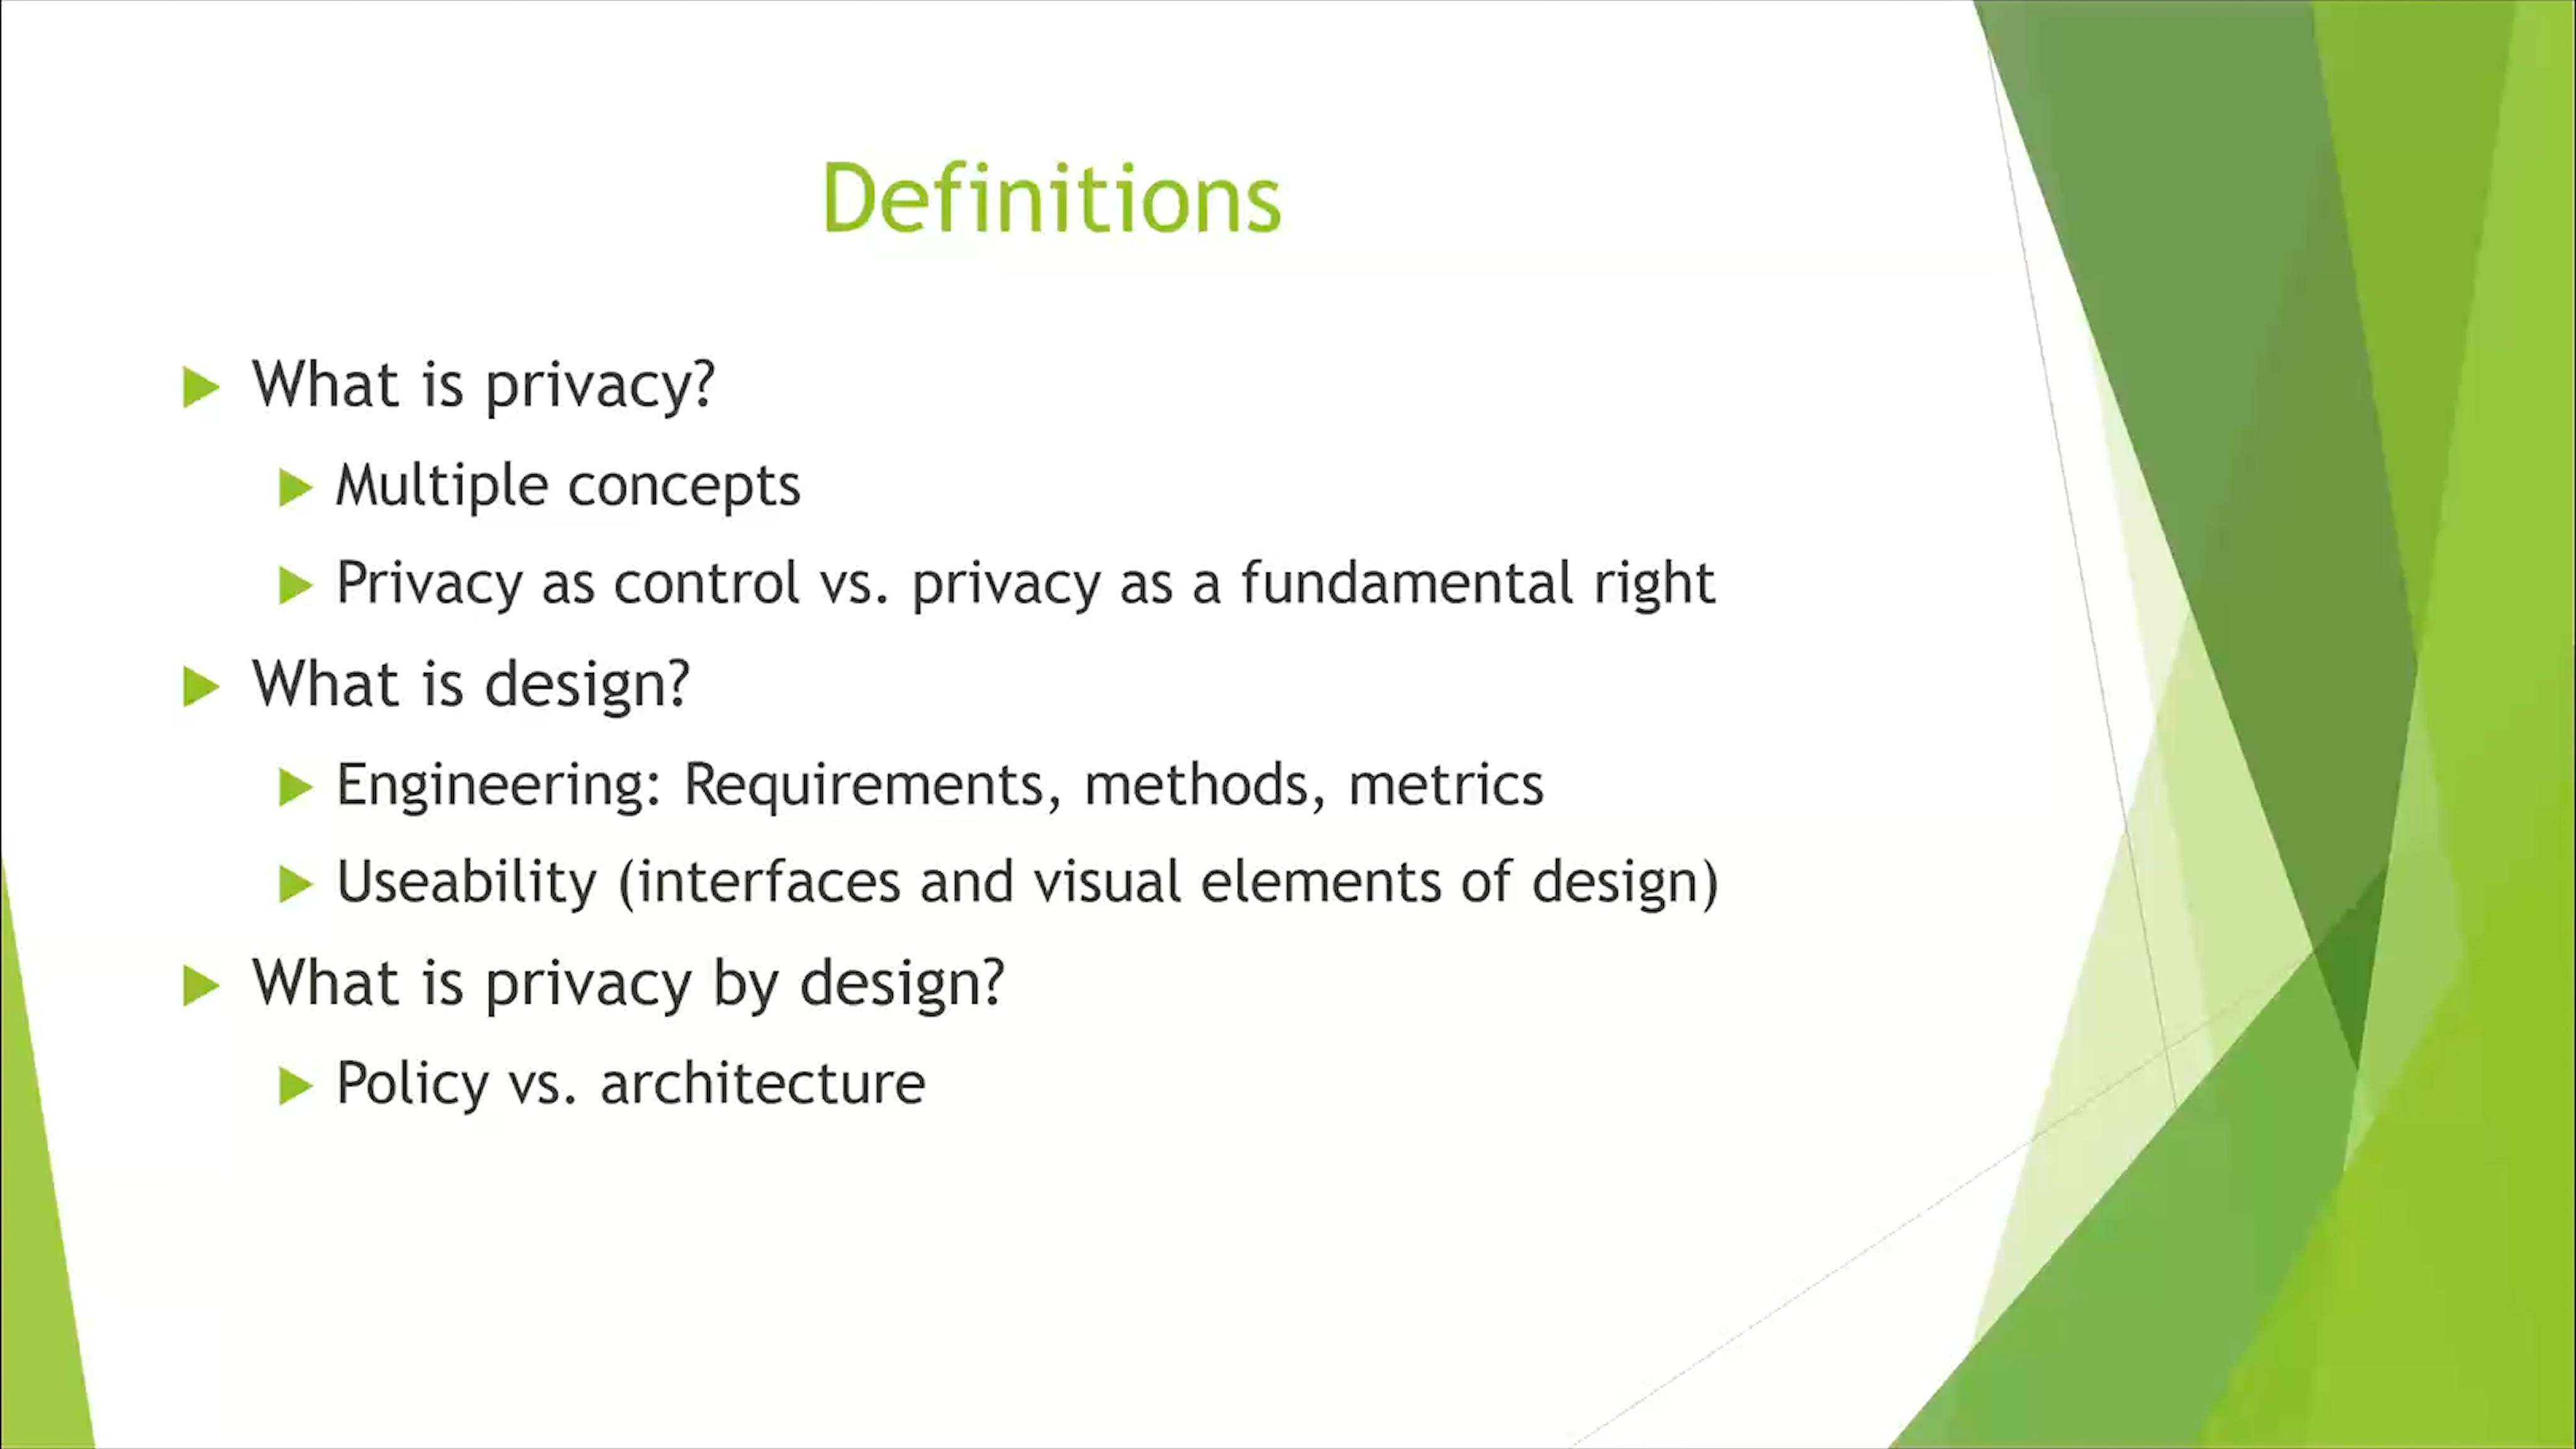 Definitions
What is privacy?
Multiple concepts
Privacy as control vs. privacy as a fundamental right
What is design?
Engineering: Requirements, methods, metrics
Useability (interfaces and visual elements of design)
What is privacy by design?
Policy vs. architecture